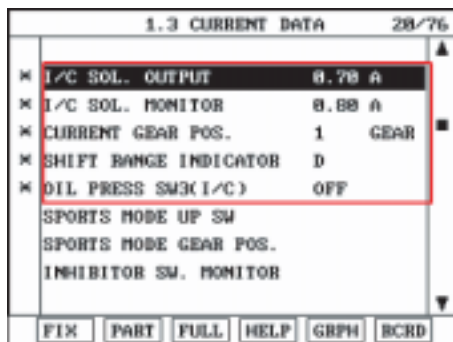 1.3 CURRENT DATA 20/76
* I/C SOL. OUTPUT 0.70 A
* I/C SOL. MONITOR 0.80 A
* CURRENT GEAR POS. 1 GEAR
* SHIFT RANGE INDICATOR D
* OIL PRESS SW3(I/C) OFF
SPORTS MODE UP SW
SPORTS MODE GEAR POS.
INHIBITOR SW. MONITOR
FIX PART FULL HELP GRPH RCRD